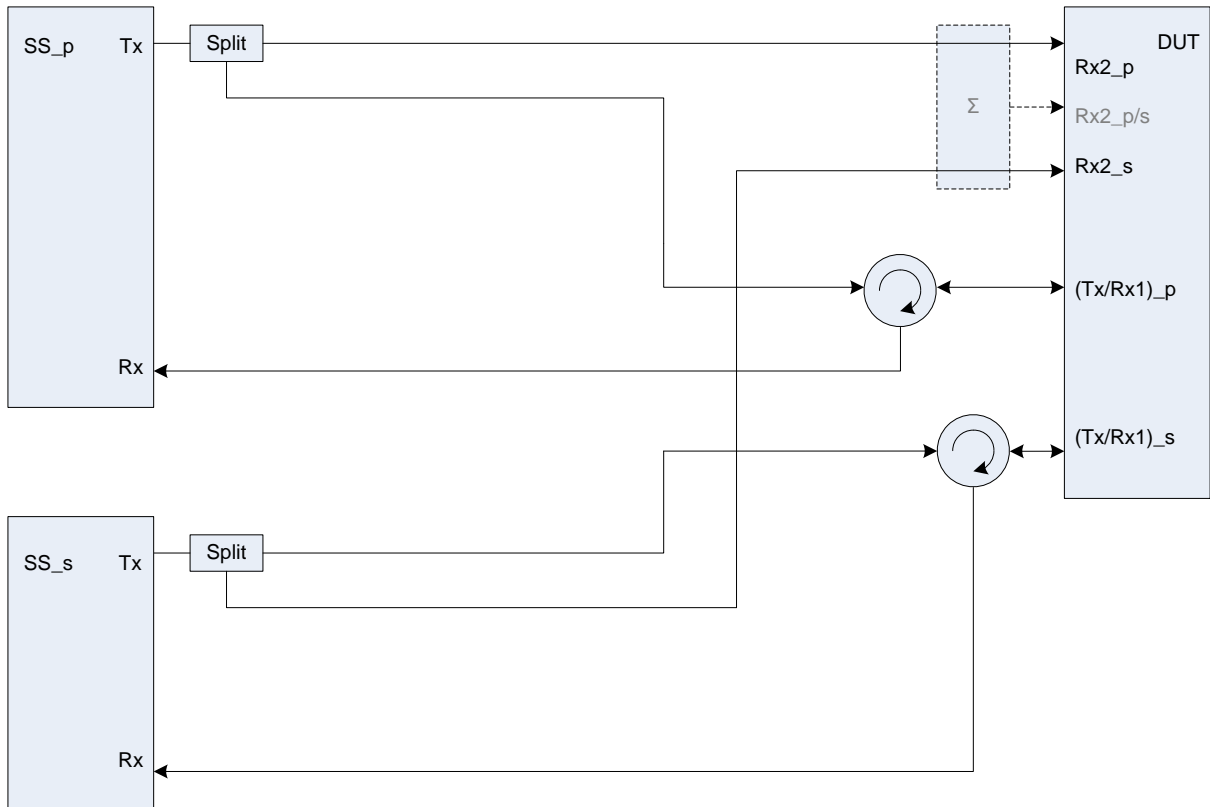 SS_p
Tx
Split
DUT
Rx2_p
Σ
Rx2_p/s
Rx2_s
(Tx/Rx1)_p
Rx
(Tx/Rx1)_s
SS_s
Tx
Split
Rx